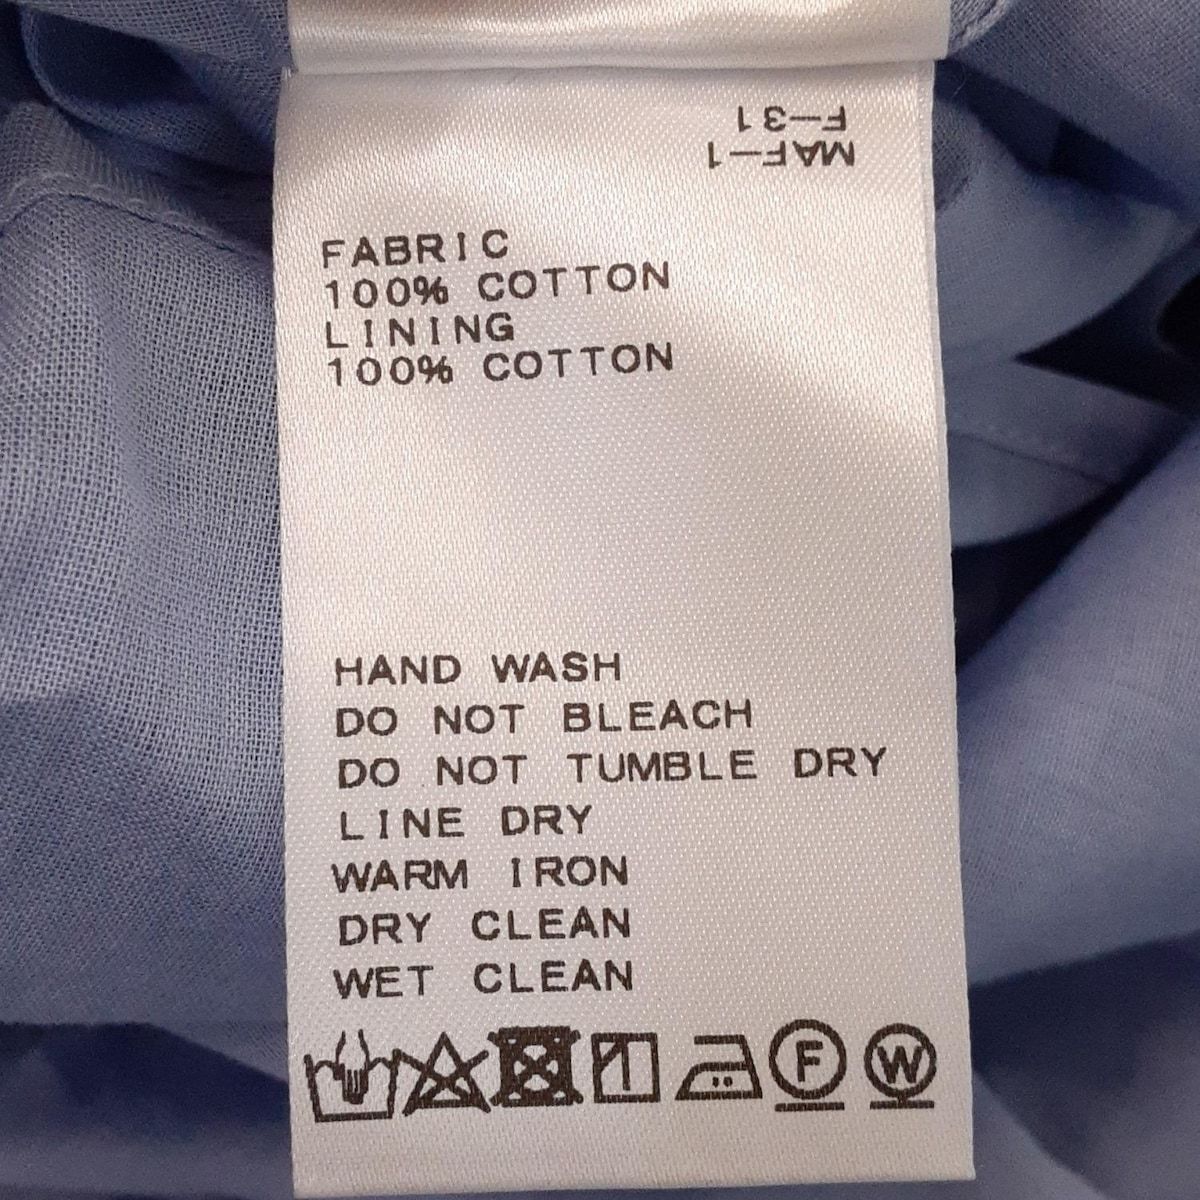 F-31
MAF-1
FABRIC
100% COTTON
LINING
100% COTTON
HAND WASH
DO NOT BLEACH
DO NOT TUMBLE DRY
LINE DRY
WARM IRON
DRY CLEAN
WET CLEAN
F W